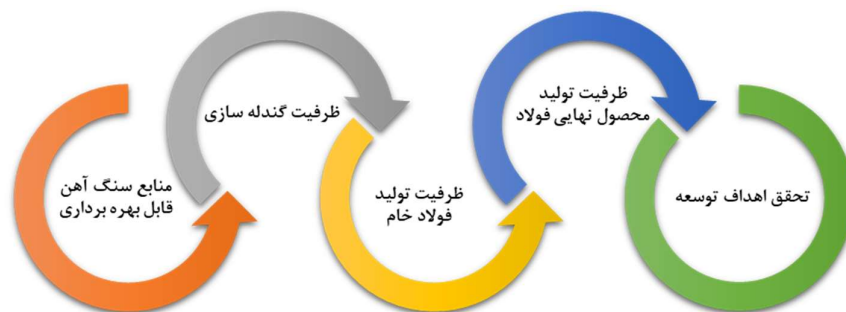 منابع سنگ آهن
قابل بهره برداری
ظرفیت گندله سازی
ظرفیت تولید
فولاد خام
ظرفیت تولید
محصول نهایی فولاد
تحقق اهداف توسعه